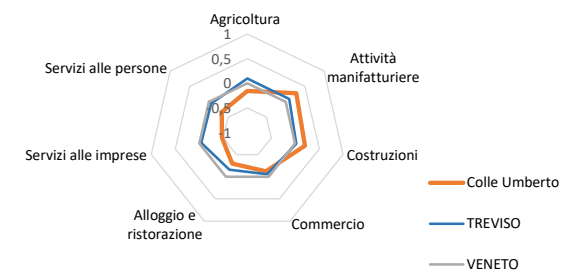 Agricoltura
1
0,5
0
-0,5
-1
Attività
manifatturiere
Costruzioni
Commercio
Alloggio e
ristorazione
Servizi alle imprese
Servizi alle persone
Colle Umberto
TREVISO
VENETO